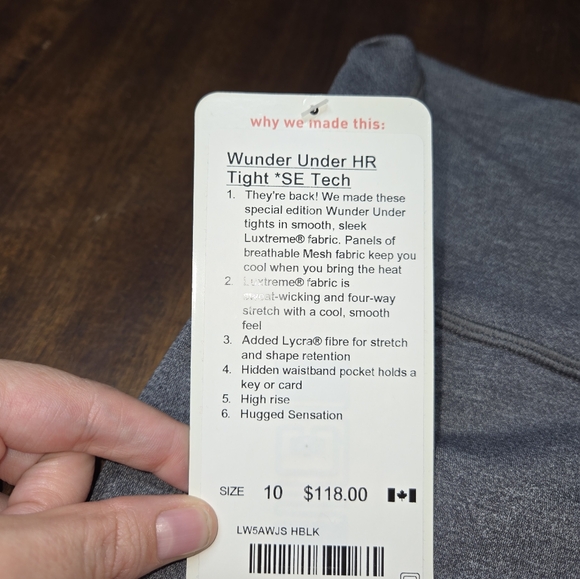 why we made this:
Wunder Under HR
Tight *SE Tech
1. They're back! We made these
special edition Wunder Under
tights in smooth, sleek
Luxtreme® fabric. Panels of
breathable Mesh fabric keep you
cool when you bring the heat
2. Luxtreme® fabric is
sweat-wicking and four-way
stretch with a cool, smooth
feel
3. Added Lycra® fibre for stretch
and shape retention
4. Hidden waistband pocket holds a
key or card
5. High rise
6. Hugged Sensation
SIZE 10 $118.00
LW5AWJS HBLK